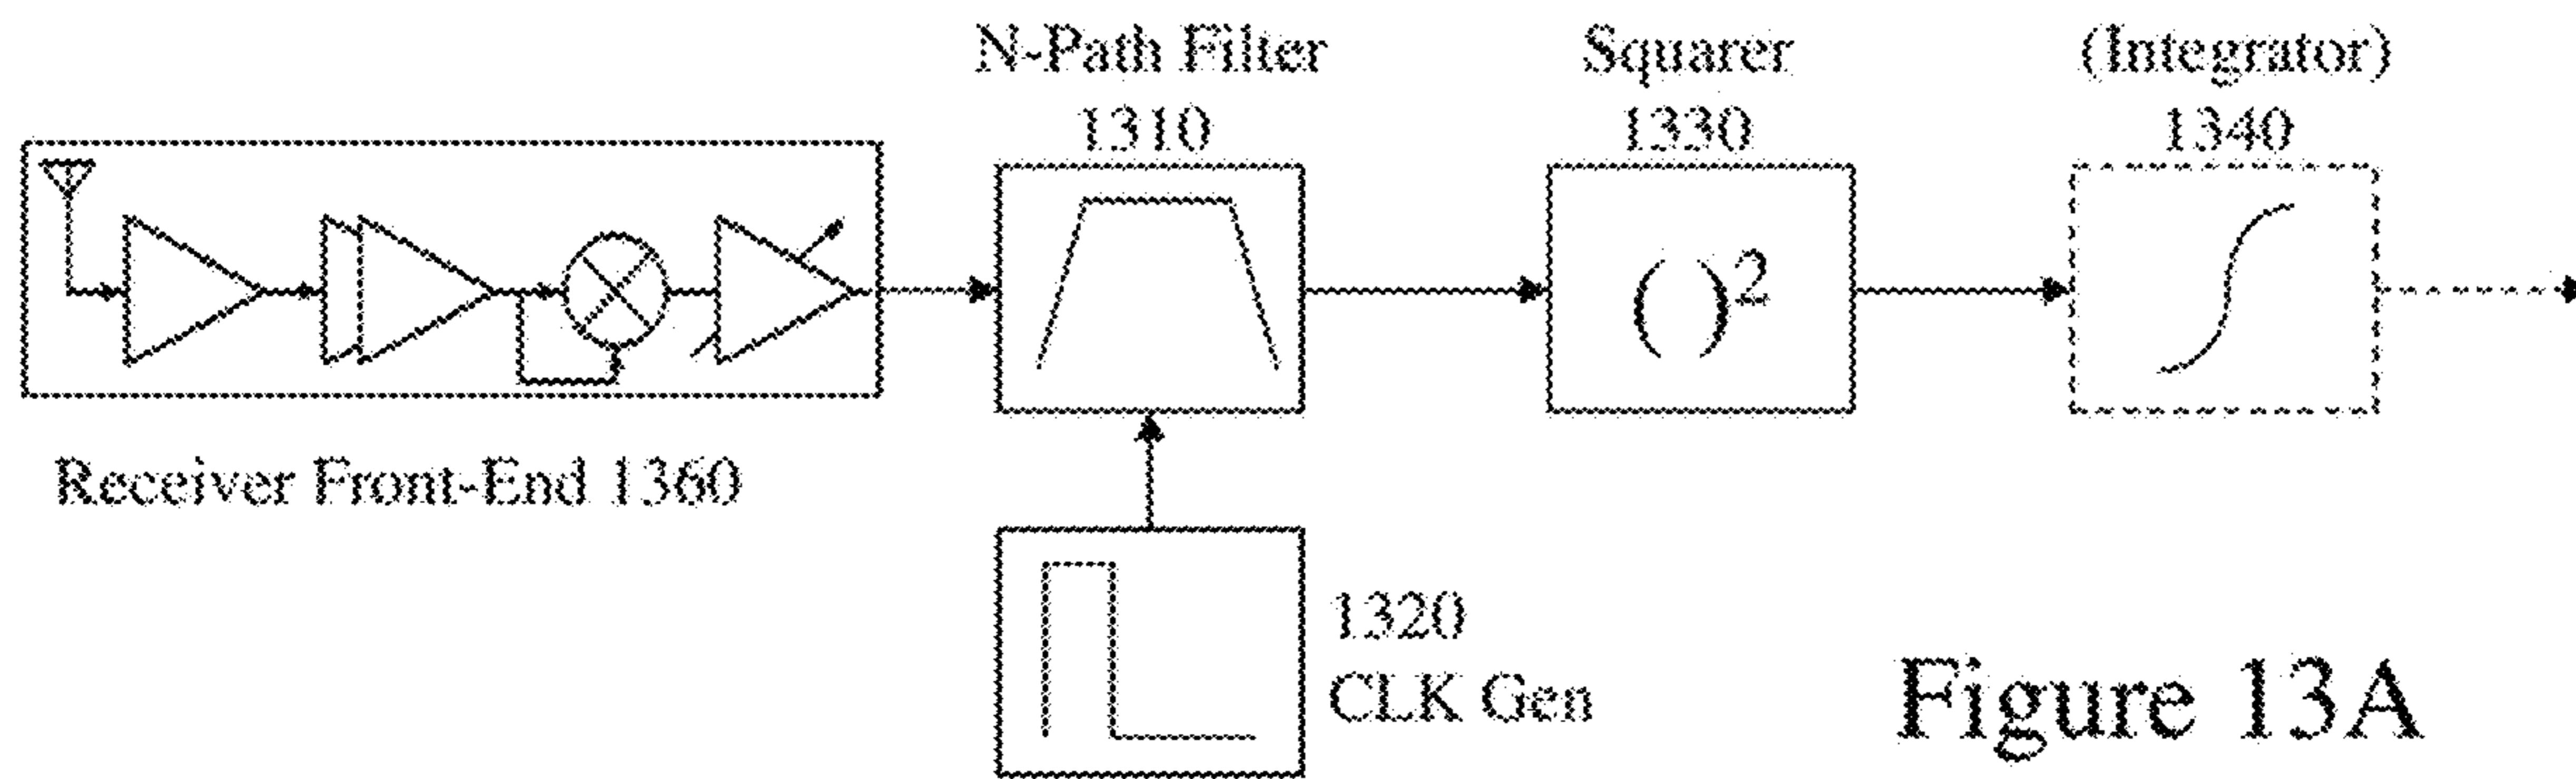 N-Path Filter
1310
Squarer
1330
(Integrator)
1340
( )²
Receiver Front-End 1360
1320
CLK Gen
Figure 13A